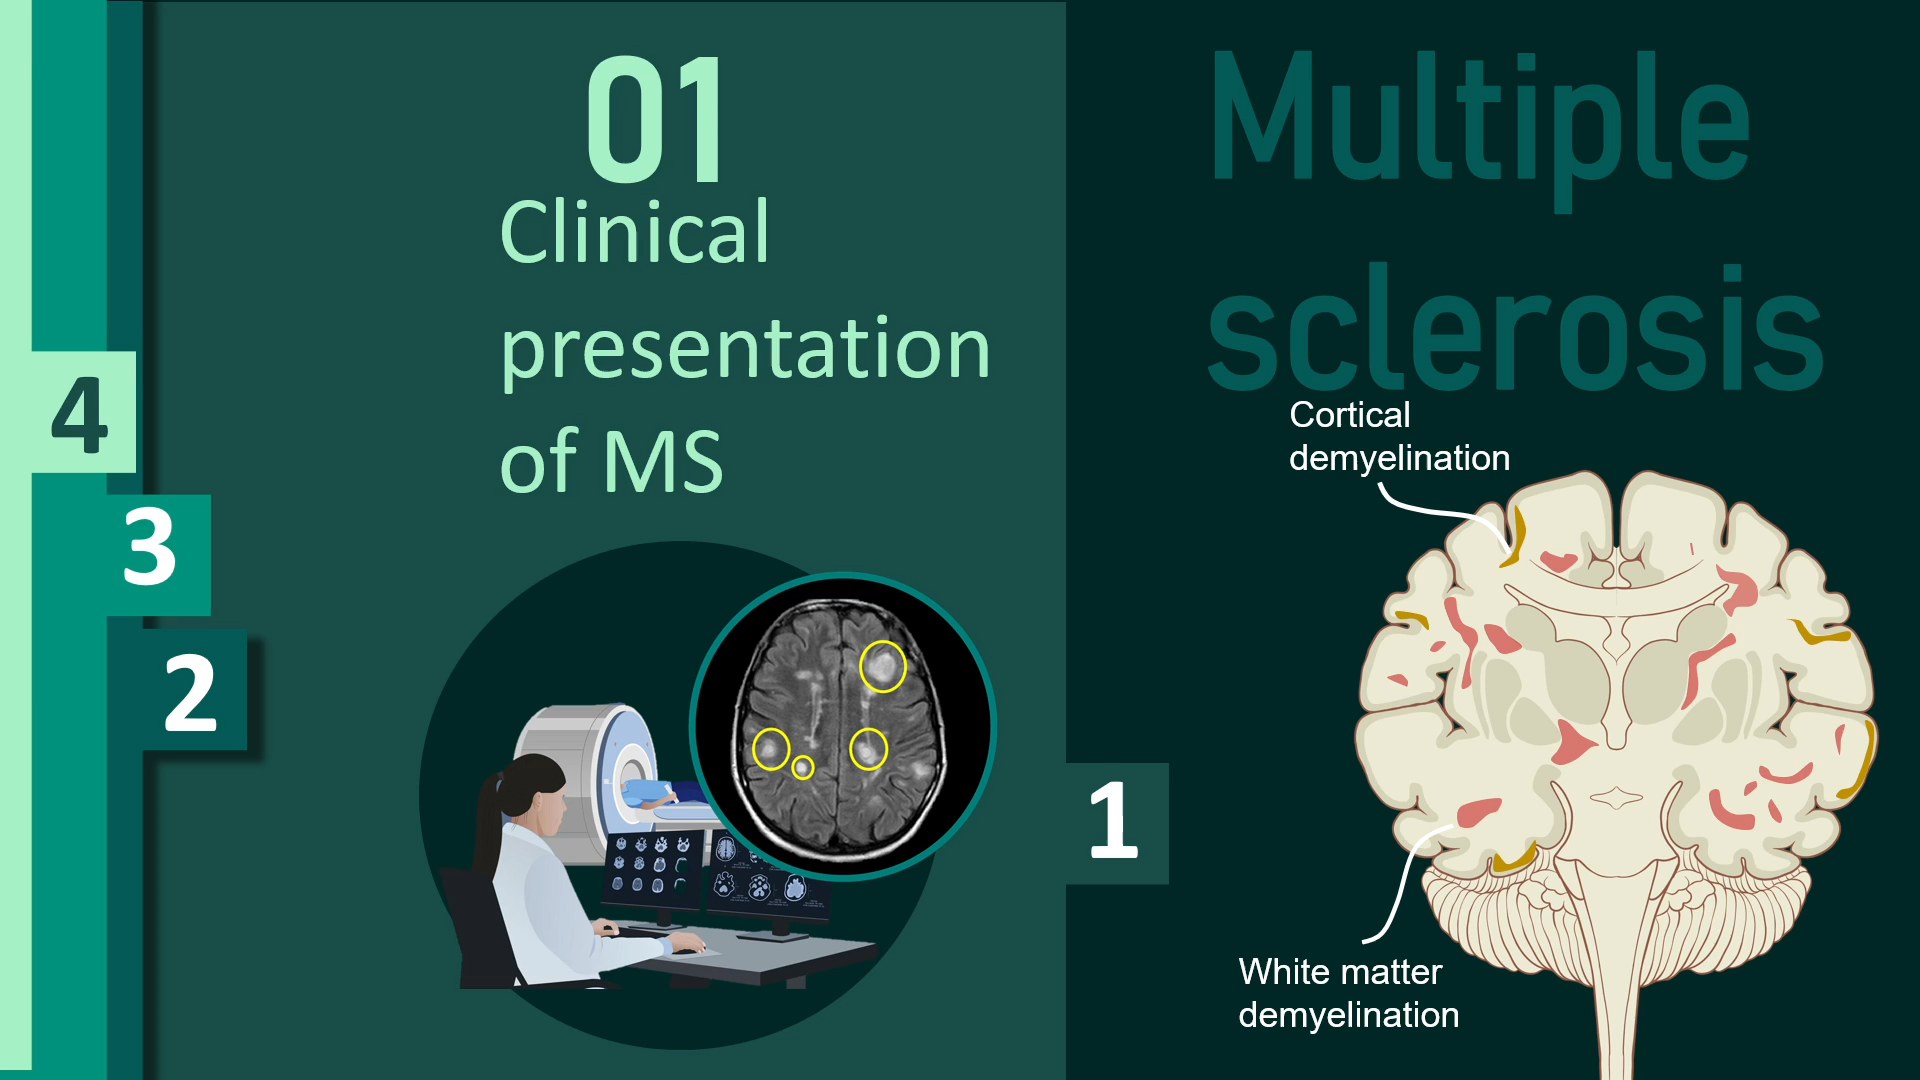 01
Clinical
presentation
of MS
4
3
2
1
Multiple
sclerosis
Cortical
demyelination
White matter
demyelination